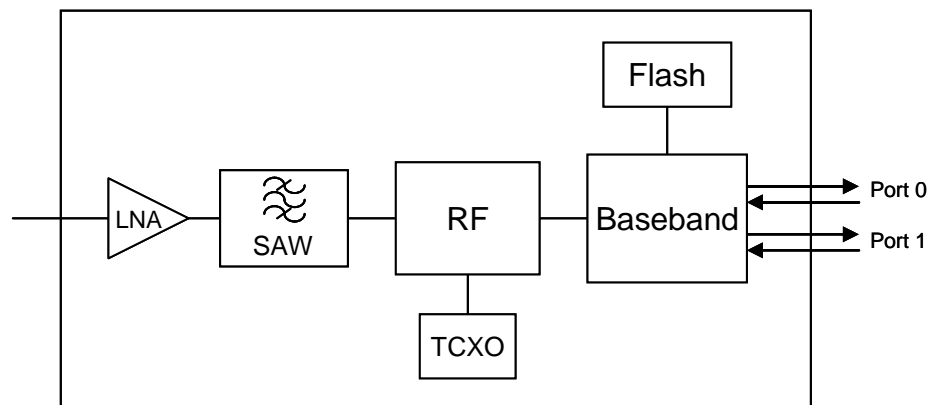 Flash
LNA
SAW
RF
Baseband
Port 0
Port 1
TCXO